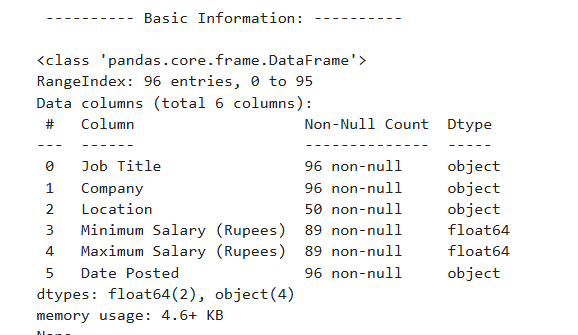 ---------- Basic Information: ----------
<class 'pandas.core.frame.DataFrame'>
RangeIndex: 96 entries, 0 to 95
Data columns (total 6 columns):
 #   Column                    Non-Null Count  Dtype
---  ------                    --------------  -----
 0   Job Title                 96 non-null     object
 1   Company                   96 non-null     object
 2   Location                  50 non-null     object
 3   Minimum Salary (Rupees)   89 non-null     float64
 4   Maximum Salary (Rupees)   89 non-null     float64
 5   Date Posted               96 non-null     object
dtypes: float64(2), object(4)
memory usage: 4.6+ KB
None